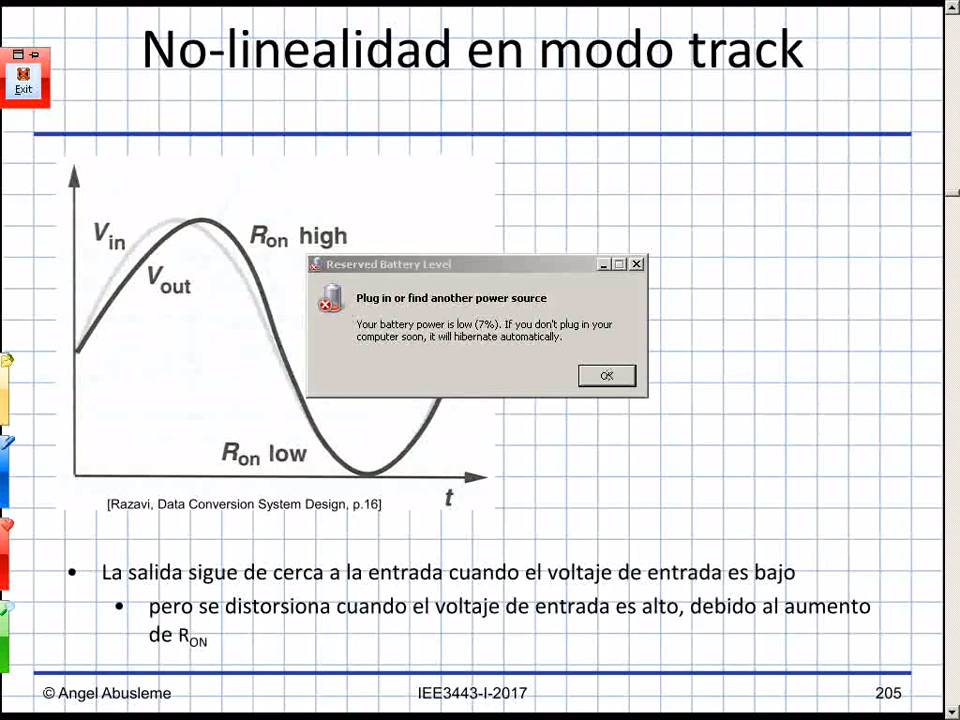 No-linealidad en modo track
Exit
Vin
Vout
Ron high
Reserved Battery Level
Plug in or find another power source
Your battery power is low (7%). If you don't plug in your
computer soon, it will hibernate automatically.
OK
Ron low
t
[Razavi, Data Conversion System Design, p.16]
• La salida sigue de cerca a la entrada cuando el voltaje de entrada es bajo
• pero se distorsiona cuando el voltaje de entrada es alto, debido al aumento
de RON
© Angel Abusleme
IEE3443-I-2017
205